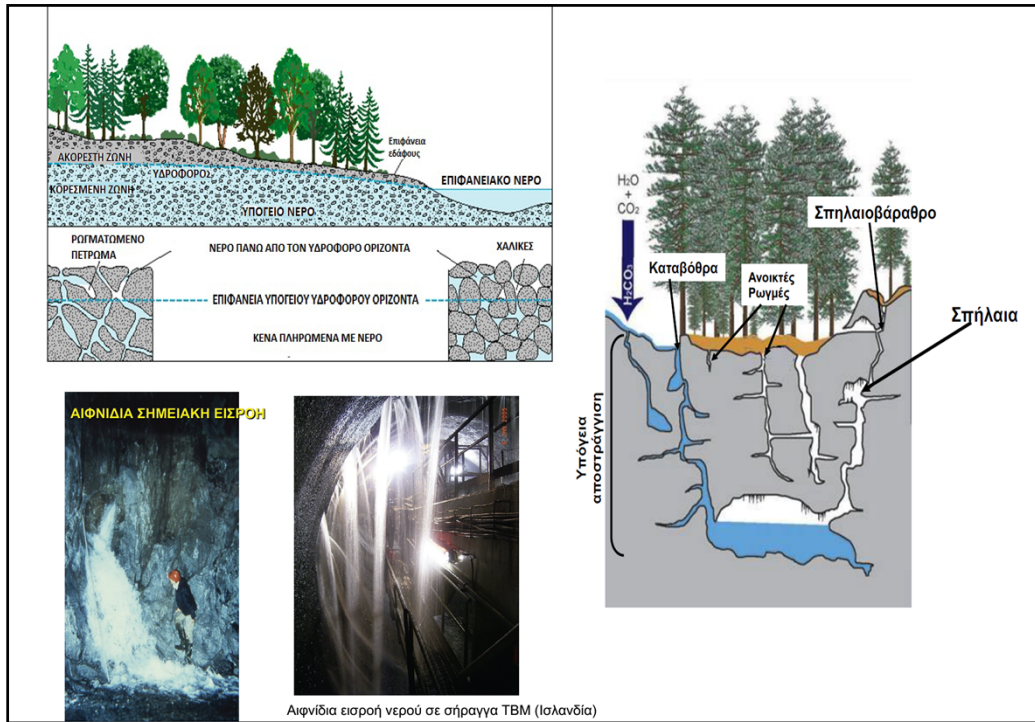 ΑΚΟΡΕΣΤΗ ΖΩΝΗ
Επιφάνεια
εδάφους
ΥΔΡΟΦΟΡΟΣ
ΕΠΙΦΑΝΕΙΑΚΟ ΝΕΡΟ
ΚΟΡΕΣΜΕΝΗ ΖΩΝΗ
ΥΠΟΓΕΙΟ ΝΕΡΟ
ΡΩΓΜΑΤΩΜΕΝΟ
ΠΕΤΡΩΜΑ
ΝΕΡΟ ΠΑΝΩ ΑΠΟ ΤΟΝ ΥΔΡΟΦΟΡΟ ΟΡΙΖΟΝΤΑ
ΧΑΛΙΚΕΣ
ΕΠΙΦΑΝΕΙΑ ΥΠΟΓΕΙΟΥ ΥΔΡΟΦΟΡΟΥ ΟΡΙΖΟΝΤΑ
ΚΕΝΑ ΠΛΗΡΩΜΕΝΑ ΜΕ ΝΕΡΟ
H₂O
+
CO₂
H₂CO₃
Καταβόθρα
Ανοικτές
Ρωγμές
Σπηλαιοβάραθρο
Σπήλαια
Υπόγεια
αποστράγγιση
ΑΙΦΝΙΔΙΑ ΣΗΜΕΙΑΚΗ ΕΙΣΡΟΗ
Αιφνίδια εισροή νερού σε σήραγγα TBM (Ισλανδία)